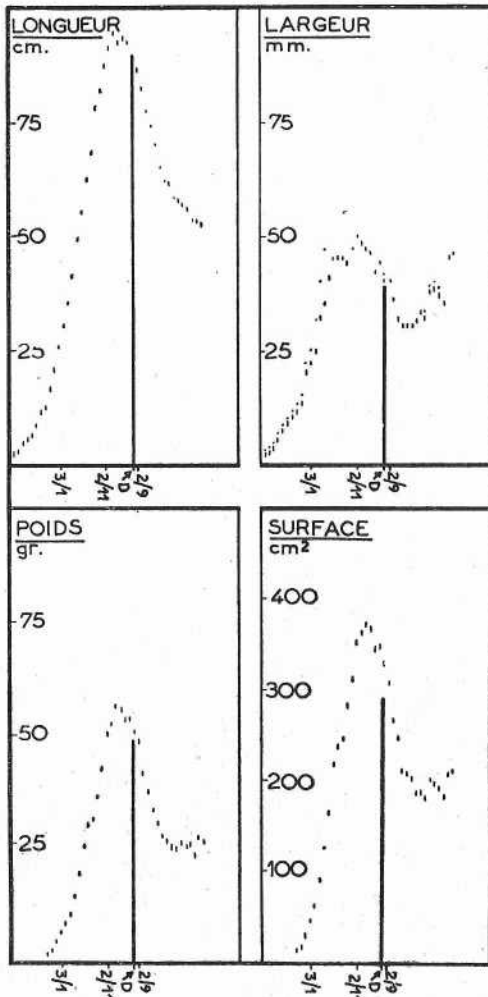 LONGUEUR
cm.
75
50
25
3/1
2/11
D
2/9
LARGEUR
mm.
75
50
25
3/1
2/11
D
2/9
POIDS
gr.
75
50
25
3/1
2/11
D
2/9
SURFACE
cm²
400
300
200
100
3/1
2/11
D
2/9